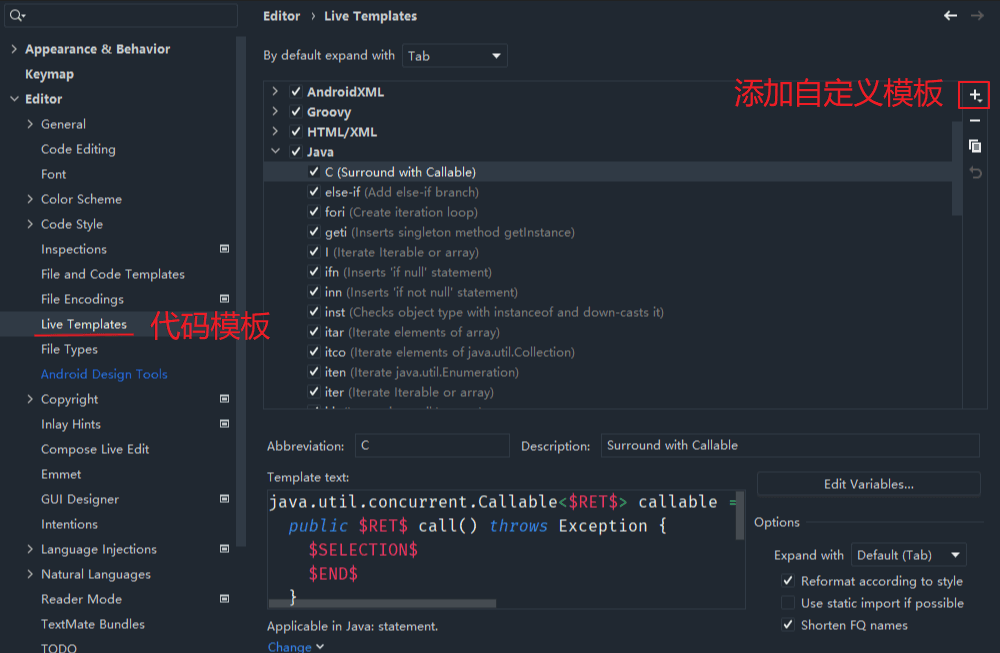 Editor › Live Templates
Appearance & Behavior
Keymap
Editor
General
Code Editing
Font
Color Scheme
Code Style
Inspections
File and Code Templates
File Encodings
Live Templates
代码模板
File Types
Android Design Tools
Copyright
Inlay Hints
Compose Live Edit
Emmet
GUI Designer
Intentions
Language Injections
Natural Languages
Reader Mode
TextMate Bundles
TODO
By default expand with Tab
添加自定义模板
AndroidXML
Groovy
HTML/XML
Java
C (Surround with Callable)
else-if (Add else-if branch)
fori (Create iteration loop)
geti (Inserts singleton method getInstance)
I (Iterate Iterable or array)
ifn (Inserts 'if null' statement)
inn (Inserts 'if not null' statement)
inst (Checks object type with instanceof and down-casts it)
itar (Iterate elements of array)
itco (Iterate elements of java.util.Collection)
iten (Iterate java.util.Enumeration)
iter (Iterate Iterable or array)
Abbreviation: C Description: Surround with Callable
Template text:
java.util.concurrent.Callable<$RET$> callable =
public $RET$ call() throws Exception {
$SELECTION$
$END$
}
Applicable in Java: statement.
Change
Edit Variables...
Options
Expand with Default (Tab)
Reformat according to style
Use static import if possible
Shorten FQ names